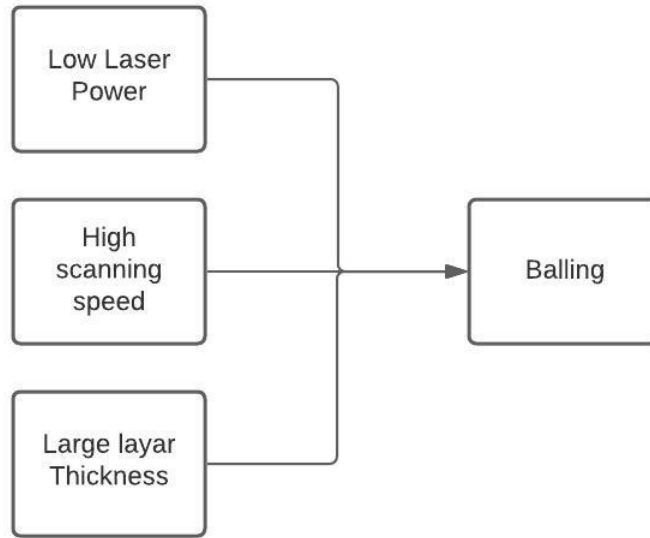 Low Laser
Power
High
scanning
speed
Balling
Large layar
Thickness